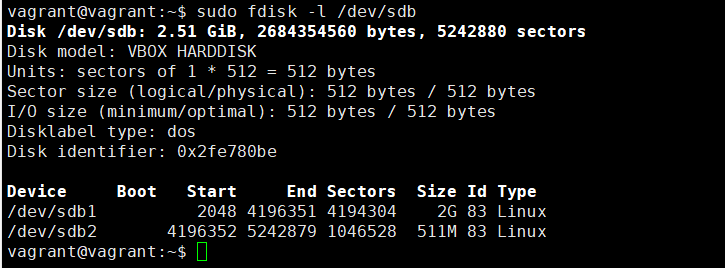 vagrant@vagrant:~$ sudo fdisk -l /dev/sdb
Disk /dev/sdb: 2.51 GiB, 2684354560 bytes, 5242880 sectors
Disk model: VBOX HARDDISK
Units: sectors of 1 * 512 = 512 bytes
Sector size (logical/physical): 512 bytes / 512 bytes
I/O size (minimum/optimal): 512 bytes / 512 bytes
Disklabel type: dos
Disk identifier: 0x2fe780be

Device     Boot   Start     End Sectors  Size Id Type
/dev/sdb1          2048 4196351 4194304    2G 83 Linux
/dev/sdb2       4196352 5242879 1046528  511M 83 Linux
vagrant@vagrant:~$